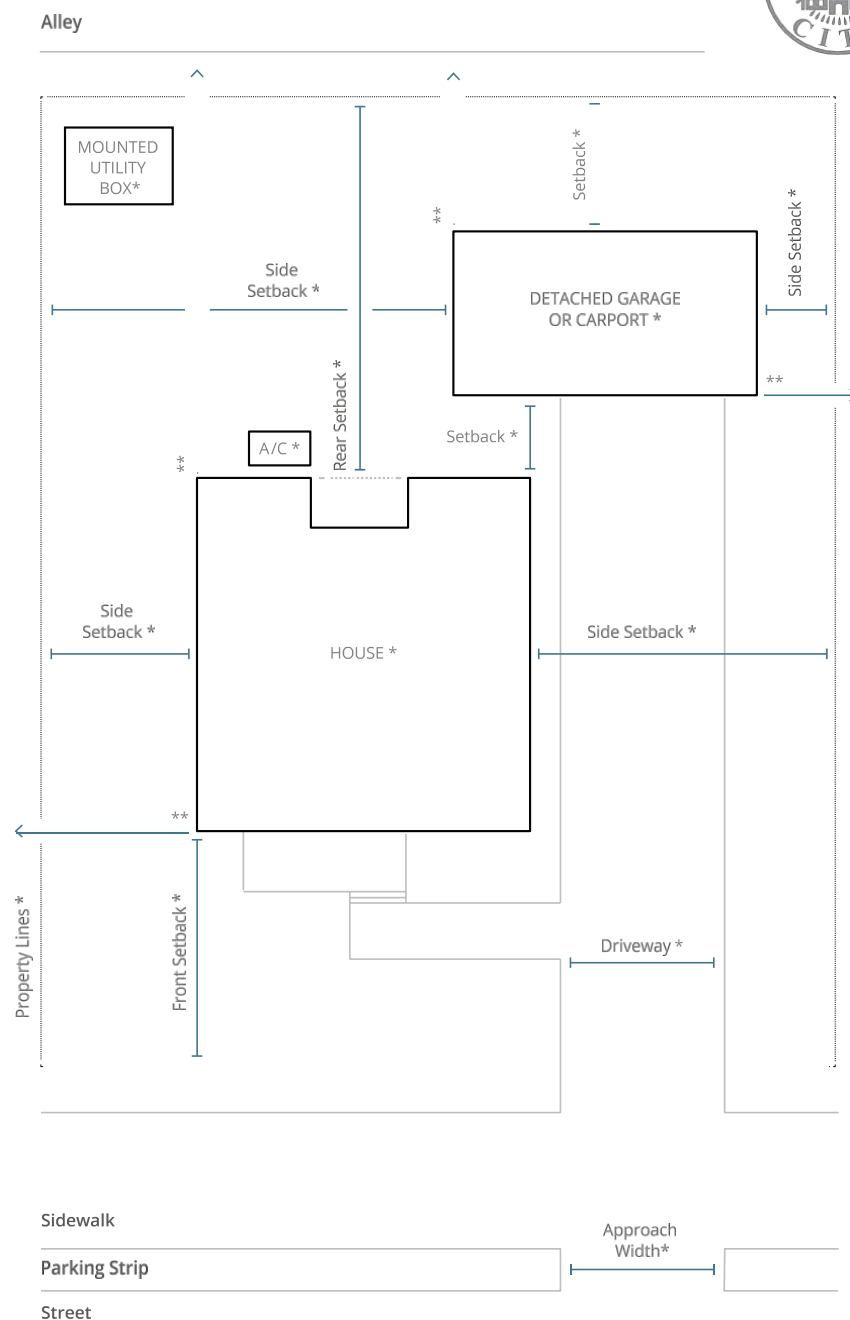 Alley
CIT
MOUNTED
UTILITY
BOX*
Setback *
**
Side Setback *
Side
Setback *
DETACHED GARAGE
OR CARPORT *
Rear Setback *
**
Setback *
A/C *
**
Side
Setback *
Side Setback *
HOUSE *
**
Property Lines *
Front Setback *
Driveway *
Sidewalk
Approach
Width*
Parking Strip
Street